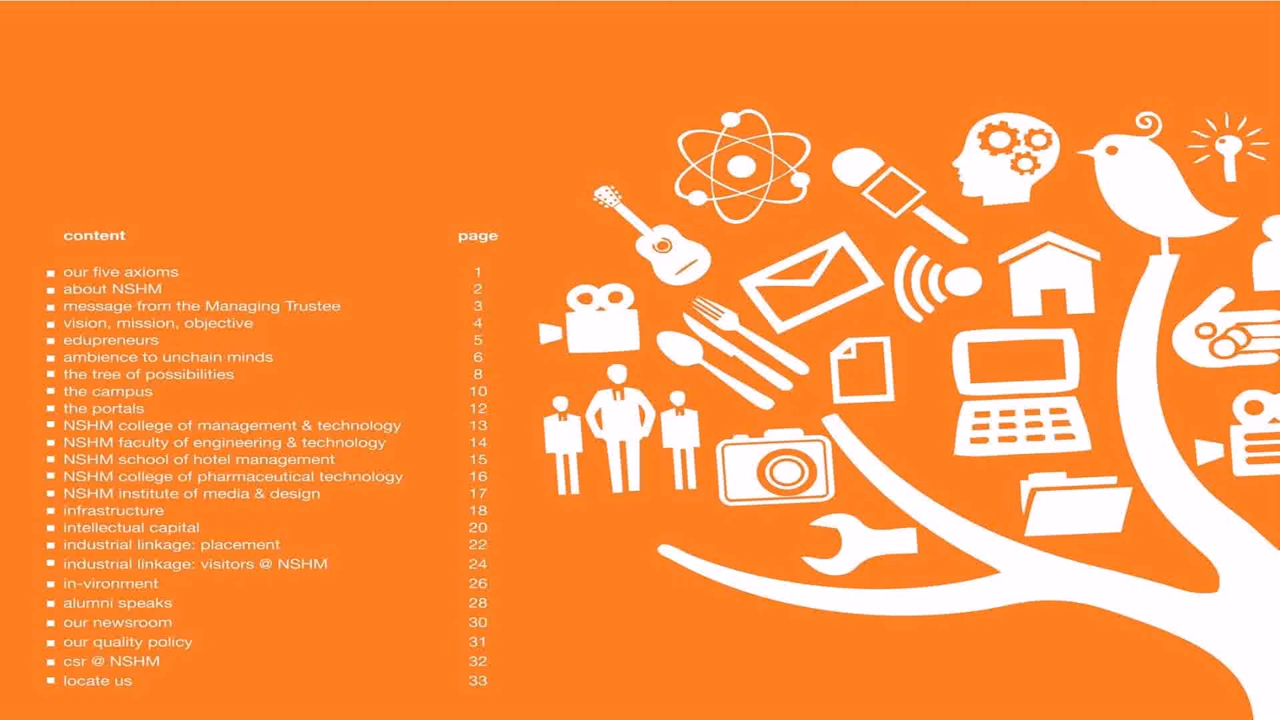 content page
our five axioms 1
about NSHM 2
message from the Managing Trustee 3
vision, mission, objective 4
edupreneurs 5
ambience to unchain minds 6
the tree of possibilities 8
the campus 10
the portals 12
NSHM college of management & technology 13
NSHM faculty of engineering & technology 14
NSHM school of hotel management 15
NSHM college of pharmaceutical technology 16
NSHM institute of media & design 17
infrastructure 18
intellectual capital 20
industrial linkage: placement 22
industrial linkage: visitors @ NSHM 24
in-vironment 26
alumni speaks 28
our newsroom 30
our quality policy 31
csr @ NSHM 32
locate us 33